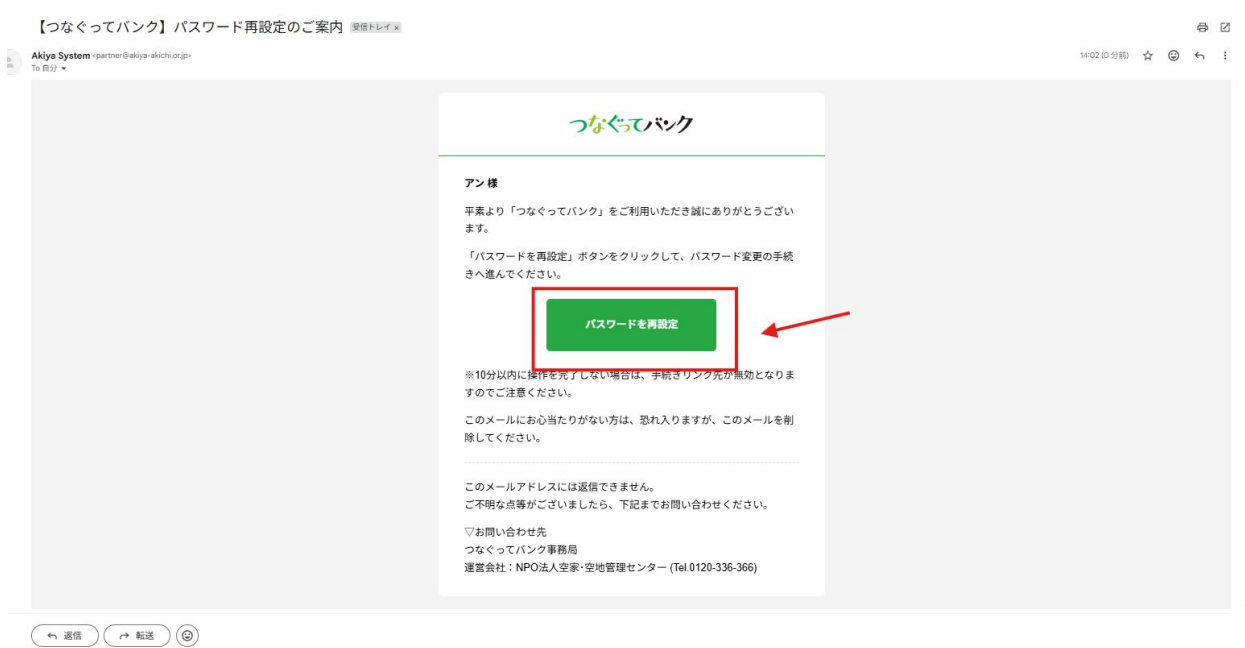 【つなぐってバンク】パスワード再設定のご案内 受信トレイ ×
Akiya System <partner@akiya-akichi.or.jp>
14:02 (0 分前)
To 自分
つなぐってバンク
アン 様
平素より「つなぐってバンク」をご利用いただき誠にありがとうござい
ます。
「パスワードを再設定」ボタンをクリックして、パスワード変更の手続
きへ進んでください。
パスワードを再設定
※10分以内に操作を完了しない場合は、手続きリンク先が無効となりま
すのでご注意ください。
このメールにお心当たりがない方は、恐れ入りますが、このメールを削
除してください。
このメールアドレスには返信できません。
ご不明な点等がございましたら、下記までお問い合わせください。
▽お問い合わせ先
つなぐってバンク事務局
運営会社：NPO法人空家・空地管理センター (Tel.0120-336-366)
返信
転送